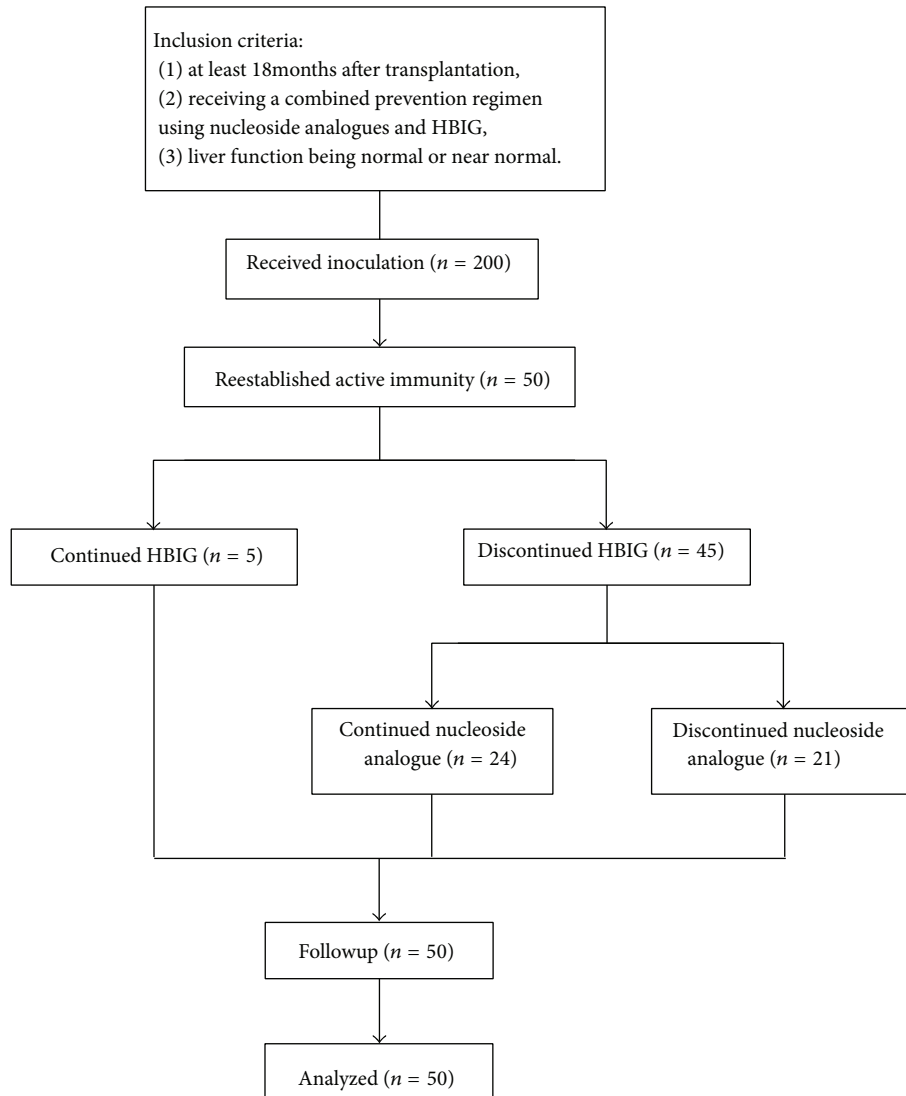 Inclusion criteria:
(1) at least 18months after transplantation,
(2) receiving a combined prevention regimen
using nucleoside analogues and HBIG,
(3) liver function being normal or near normal.
Received inoculation (n = 200)
Reestablished active immunity (n = 50)
Continued HBIG (n = 5)
Discontinued HBIG (n = 45)
Continued nucleoside
analogue (n = 24)
Discontinued nucleoside
analogue (n = 21)
Followup (n = 50)
Analyzed (n = 50)